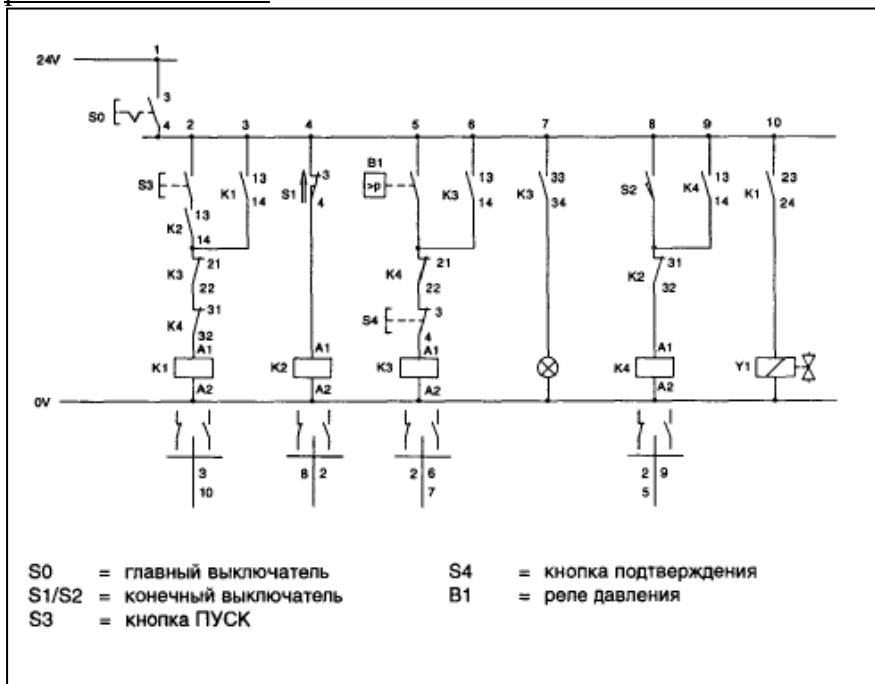 1
24V
3
S0
4
2
3
4
5
6
7
8
9
10
S3
K1
13
14
S1
3
4
B1
>p
K3
13
14
K3
33
34
S2
K4
13
14
K1
23
24
K2
13
14
K3
21
22
K4
21
22
K2
31
32
K4
31
32
S4
3
4
K1
A1
A2
K2
A1
A2
K3
A1
A2
K4
A1
A2
Y1
0V
3
10
8 2
2 6
7
2 9
5
S0 = главный выключатель
S1/S2 = конечный выключатель
S3 = кнопка ПУСК
S4 = кнопка подтверждения
B1 = реле давления